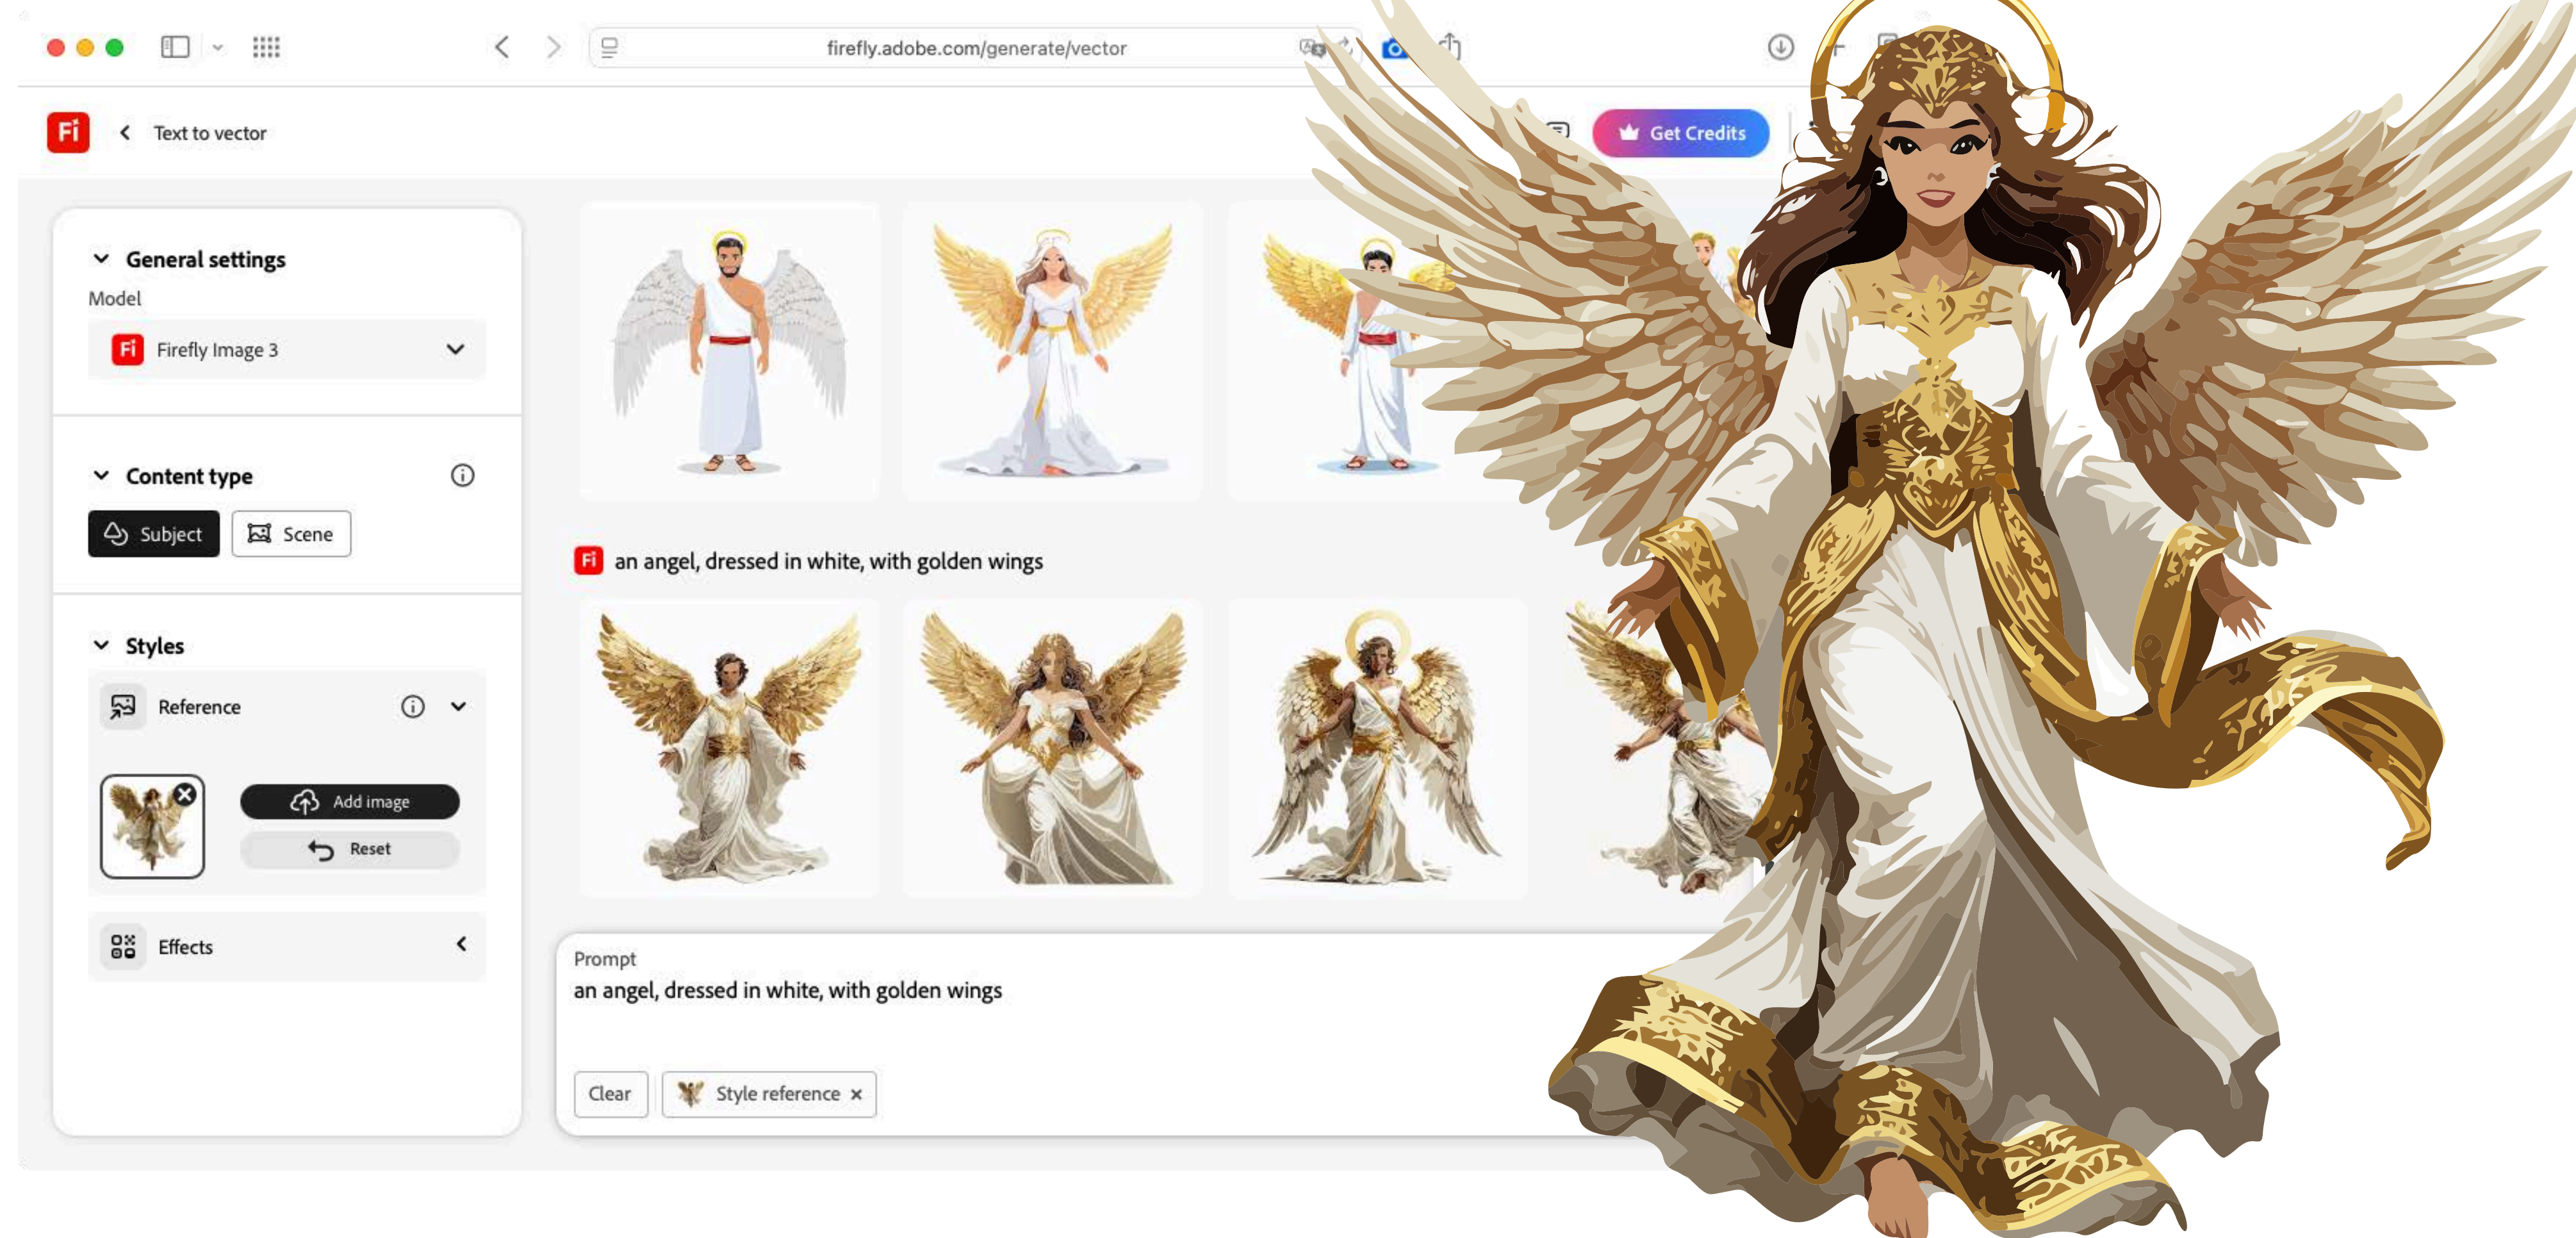 firefly.adobe.com/generate/vector
Fi
Text to vector
Get Credits
General settings
Model
Fi Firefly Image 3
Content type
Subject
Scene
Styles
Reference
Add image
Reset
Effects
Fi an angel, dressed in white, with golden wings
Prompt
an angel, dressed in white, with golden wings
Clear
Style reference